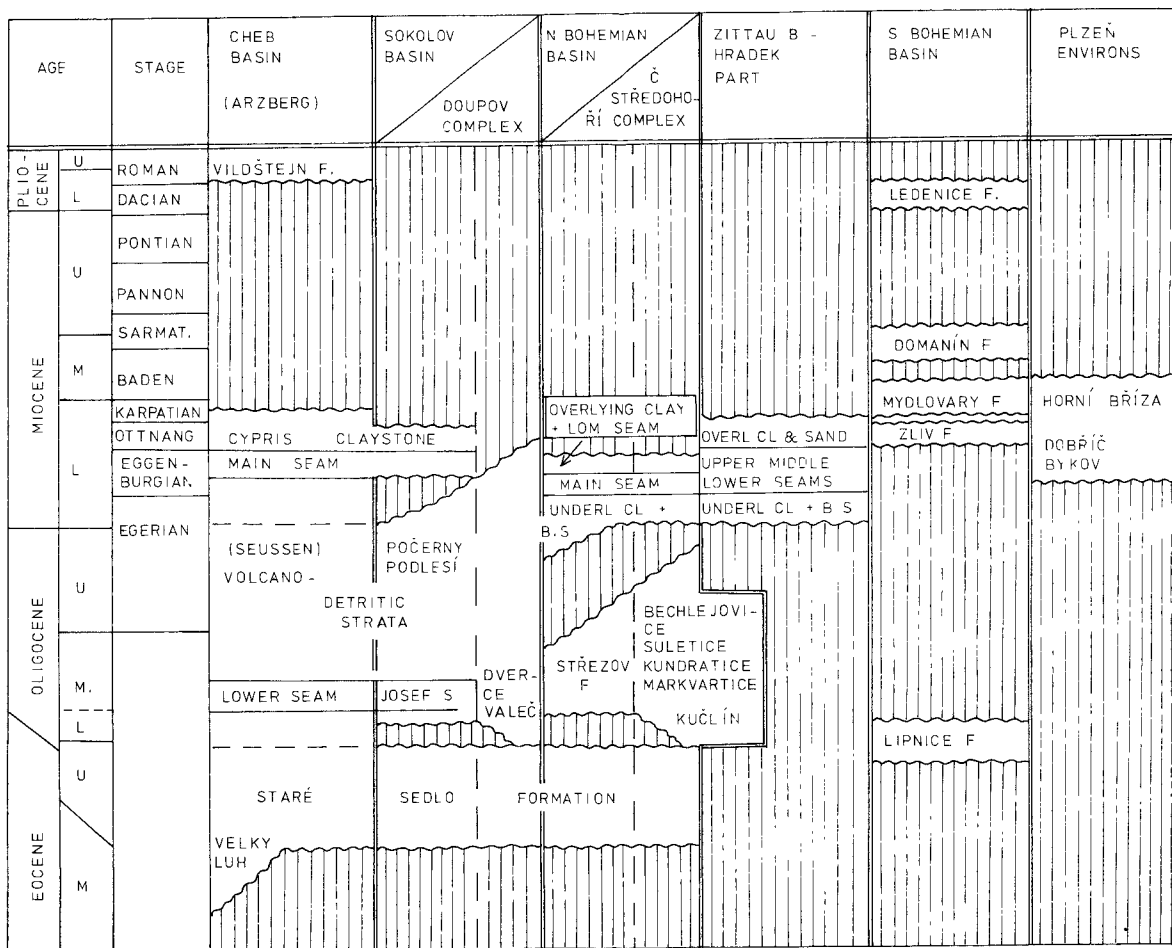 AGE
STAGE
CHEB
BASIN
(ARZBERG)
SOKOLOV
BASIN
DOUPOV
COMPLEX
N BOHEMIAN
BASIN
Č
STŘEDOHO-
ŘÍ COMPLEX
ZITTAU B -
HRADEK
PART
S BOHEMIAN
BASIN
PLZEŇ
ENVIRONS
PLIO-
CENE
U
L
MIOCENE
U
M
L
OLIGOCENE
U
M.
L
EOCENE
U
M
ROMAN
DACIAN
PONTIAN
PANNON
SARMAT.
BADEN
KARPATIAN
OTTNANG
EGGEN-
BURGIAN
EGERIAN
VILDŠTEJN F.
CYPRIS CLAYSTONE
MAIN SEAM
(SEUSSEN)
VOLCANO-
DETRITIC
STRATA
LOWER SEAM
STARÉ SEDLO FORMATION
VELKY
LUH
POČERNY
PODLESÍ
JOSEF S
DVER-
CE
VALEČ
OVERLYING CLAY
+ LOM SEAM
MAIN SEAM
UNDERL CL +
B.S
STŘEZOV
F
BECHLEJOVI-
CE
SULETICE
KUNDRATICE
MARKVARTICE
KUČLÍN
OVERL CL & SAND
UPPER MIDDLE
LOWER SEAMS
UNDERL CL + B S
LEDENICE F.
DOMANÍN F
MYDLOVARY F
ZLIV F
LIPNICE F
HORNÍ BŘÍZA
DOBŘÍČ
BYKOV